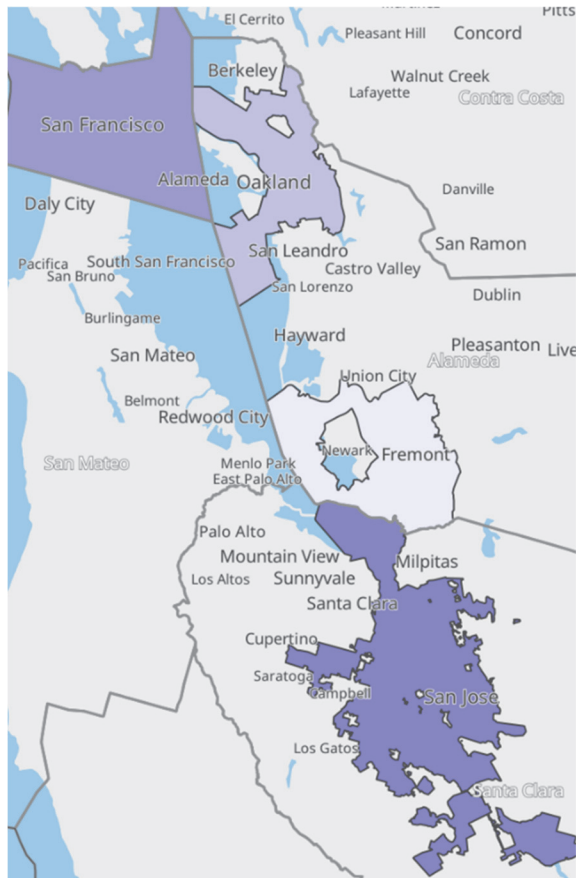 El Cerrito
Pitts
Pleasant Hill
Concord
Berkeley
Walnut Creek
Lafayette
Contra Costa
San Francisco
Alameda
Oakland
Danville
Daly City
San Leandro
San Ramon
Pacifica
South San Francisco
Castro Valley
San Bruno
San Lorenzo
Dublin
Burlingame
Hayward
Pleasanton
Live
San Mateo
Alameda
Union City
Belmont
Redwood City
Newark
Fremont
San Mateo
Menlo Park
East Palo Alto
Palo Alto
Mountain View
Milpitas
Los Altos
Sunnyvale
Santa Clara
Cupertino
Saratoga
Campbell
San Jose
Los Gatos
Santa Clara